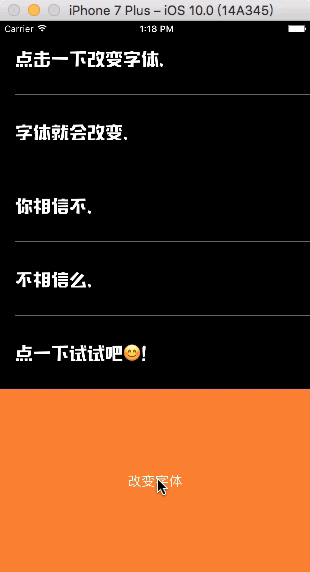 iPhone 7 Plus – iOS 10.0 (14A345)
Carrier 1:18 PM
点击一下改变字体,
字体就会改变,
你相信不,
不相信么,
点一下试试吧😊!
改变字体